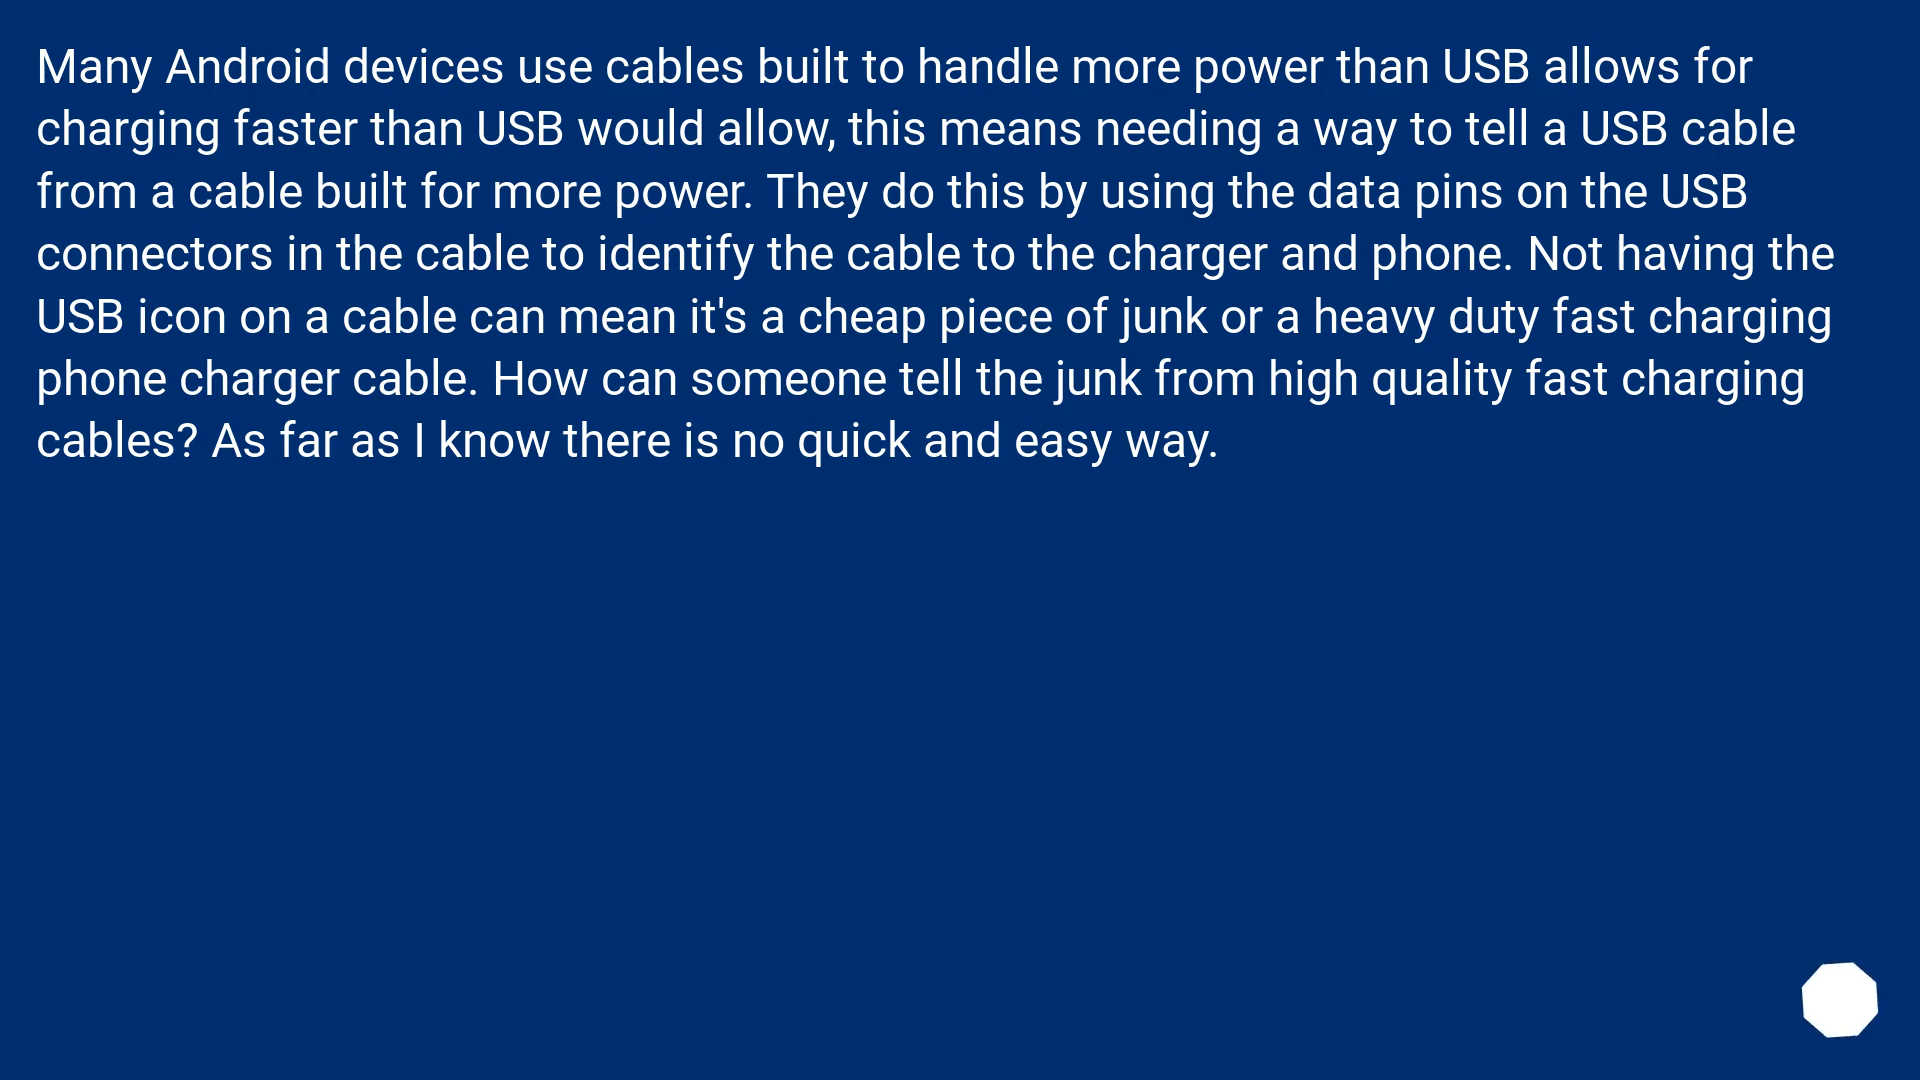 Many Android devices use cables built to handle more power than USB allows for
charging faster than USB would allow, this means needing a way to tell a USB cable
from a cable built for more power. They do this by using the data pins on the USB
connectors in the cable to identify the cable to the charger and phone. Not having the
USB icon on a cable can mean it's a cheap piece of junk or a heavy duty fast charging
phone charger cable. How can someone tell the junk from high quality fast charging
cables? As far as I know there is no quick and easy way.